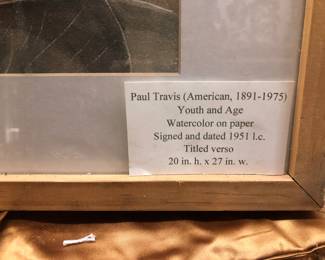 Paul Travis (American, 1891-1975)
Youth and Age
Watercolor on paper
Signed and dated 1951 l.c.
Titled verso
20 in. h. x 27 in. w.